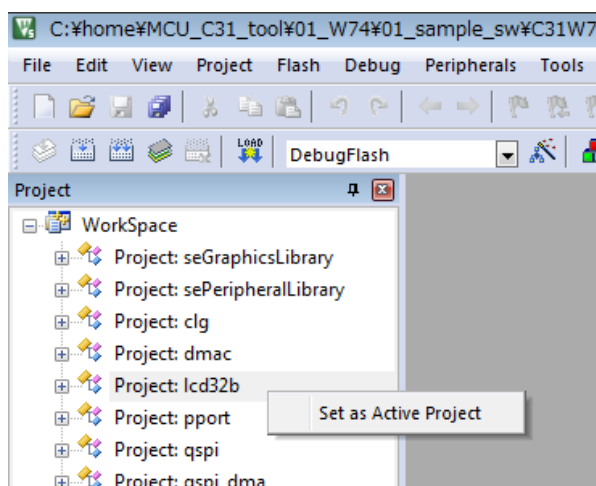 C:¥home¥MCU_C31_tool¥01_W74¥01_sample_sw¥C31W7
File Edit View Project Flash Debug Peripherals Tools
LOAD DebugFlash
Project
WorkSpace
Project: seGraphicsLibrary
Project: sePeripheralLibrary
Project: clg
Project: dmac
Project: lcd32b
Set as Active Project
Project: pport
Project: qspi
Project: qspi_dma